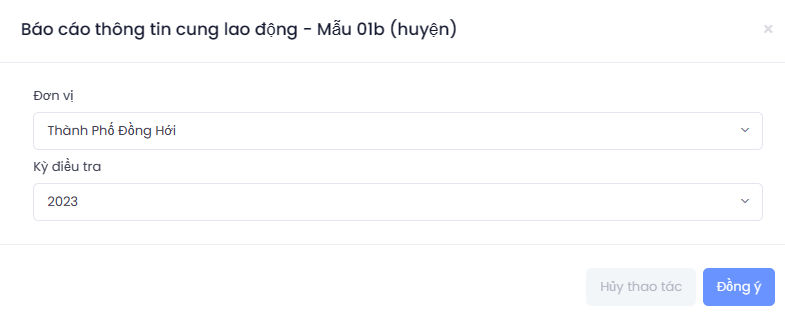 Báo cáo thông tin cung lao động - Mẫu 01b (huyện)
×
Đơn vị
Thành Phố Đồng Hới
Kỳ điều tra
2023
Hủy thao tác Đồng ý